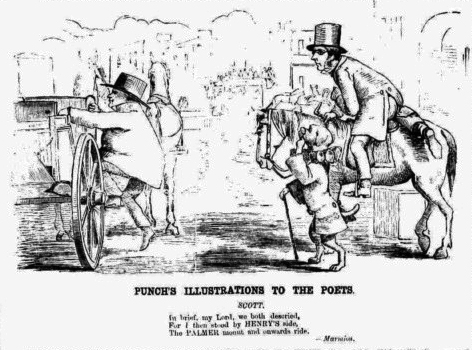 PUNCH'S ILLUSTRATIONS TO THE POETS.
SCOTT.
In brief, my Lord, we both descried,
For I then stood by HENRY'S side,
The PALMER mount and onwards ride.
—Marmion.